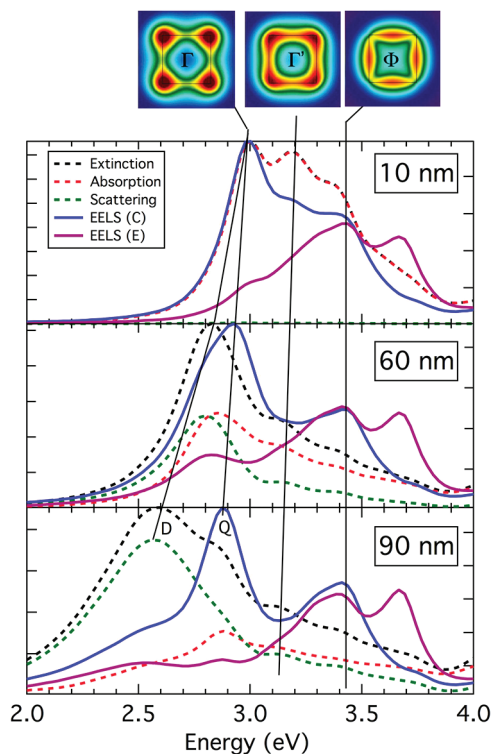 Γ Γ' Φ
10 nm
Extinction
Absorption
Scattering
EELS (C)
EELS (E)
60 nm
90 nm
D Q
2.0 2.5 3.0 3.5 4.0
Energy (eV)